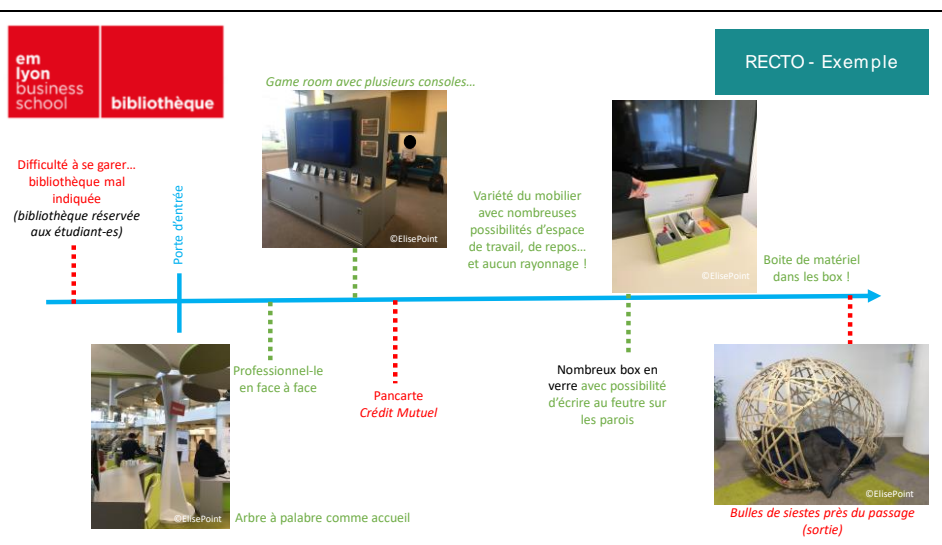 em
lyon
business
school
bibliothèque
RECTO - Exemple
Game room avec plusieurs consoles…
©ElisePoint
Difficulté à se garer…
bibliothèque mal
indiquée
(bibliothèque réservée
aux étudiant-es)
Porte d'entrée
Variété du mobilier
avec nombreuses
possibilités d'espace
de travail, de repos…
et aucun rayonnage !
©ElisePoint
Boite de matériel
dans les box !
Professionnel-le
en face à face
Pancarte
Crédit Mutuel
Nombreux box en
verre avec possibilité
d'écrire au feutre sur
les parois
©ElisePoint
Arbre à palabre comme accueil
©ElisePoint
Bulles de siestes près du passage
(sortie)